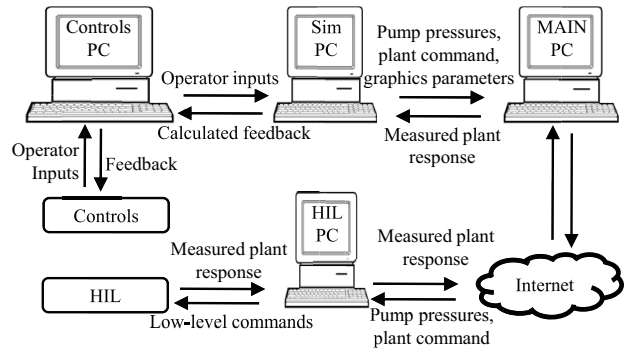 Controls
PC
Sim
PC
MAIN
PC
Operator inputs
Calculated feedback
Pump pressures,
plant command,
graphics parameters
Measured plant
response
Operator
Inputs
Feedback
Controls
HIL
PC
Measured plant
response
Measured plant
response
HIL
Internet
Low-level commands
Pump pressures,
plant command